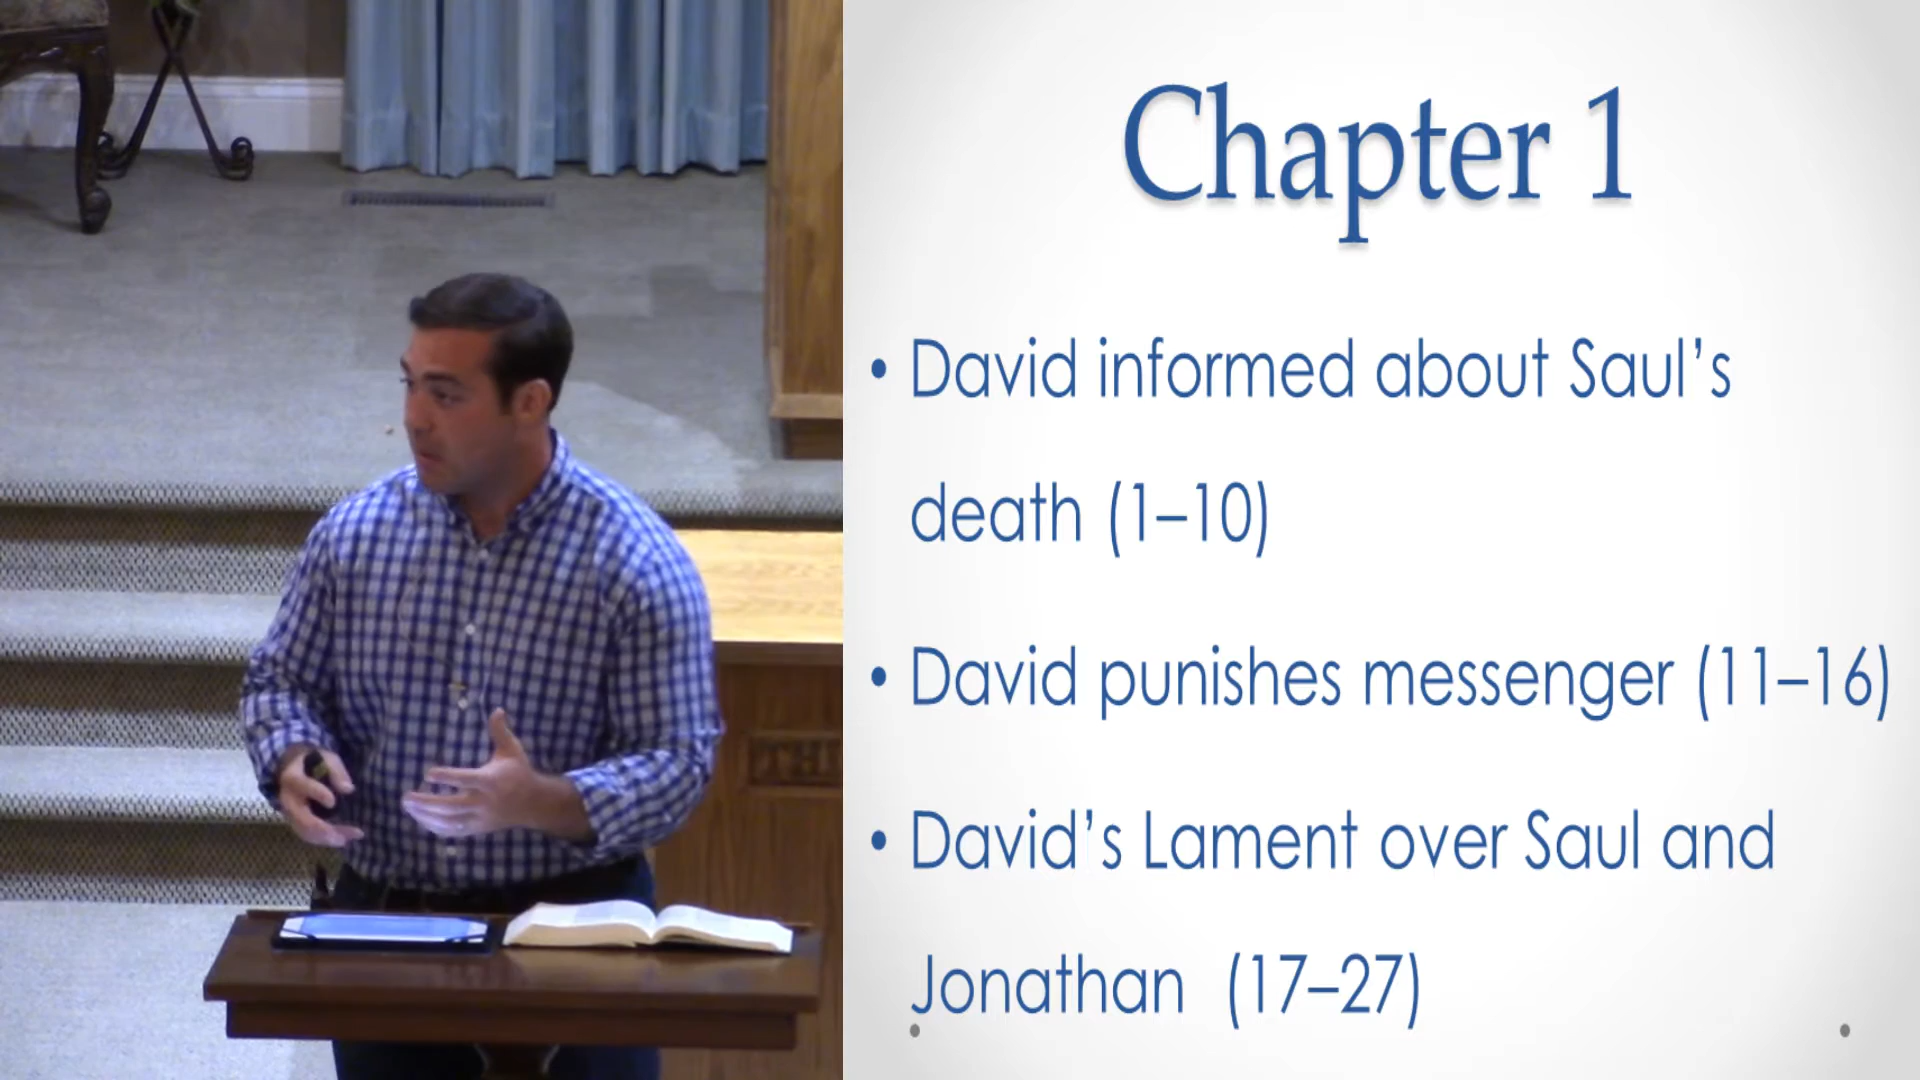 Chapter 1
• David informed about Saul’s
death (1–10)
• David punishes messenger (11–16)
• David’s Lament over Saul and
Jonathan (17–27)